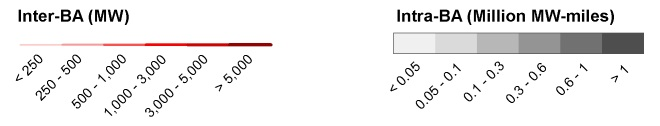 Inter-BA (MW)
< 250
250 - 500
500 - 1,000
1,000 - 3,000
3,000 - 5,000
> 5,000
Intra-BA (Million MW-miles)
< 0.05
0.05 - 0.1
0.1 - 0.3
0.3 - 0.6
0.6 - 1
> 1